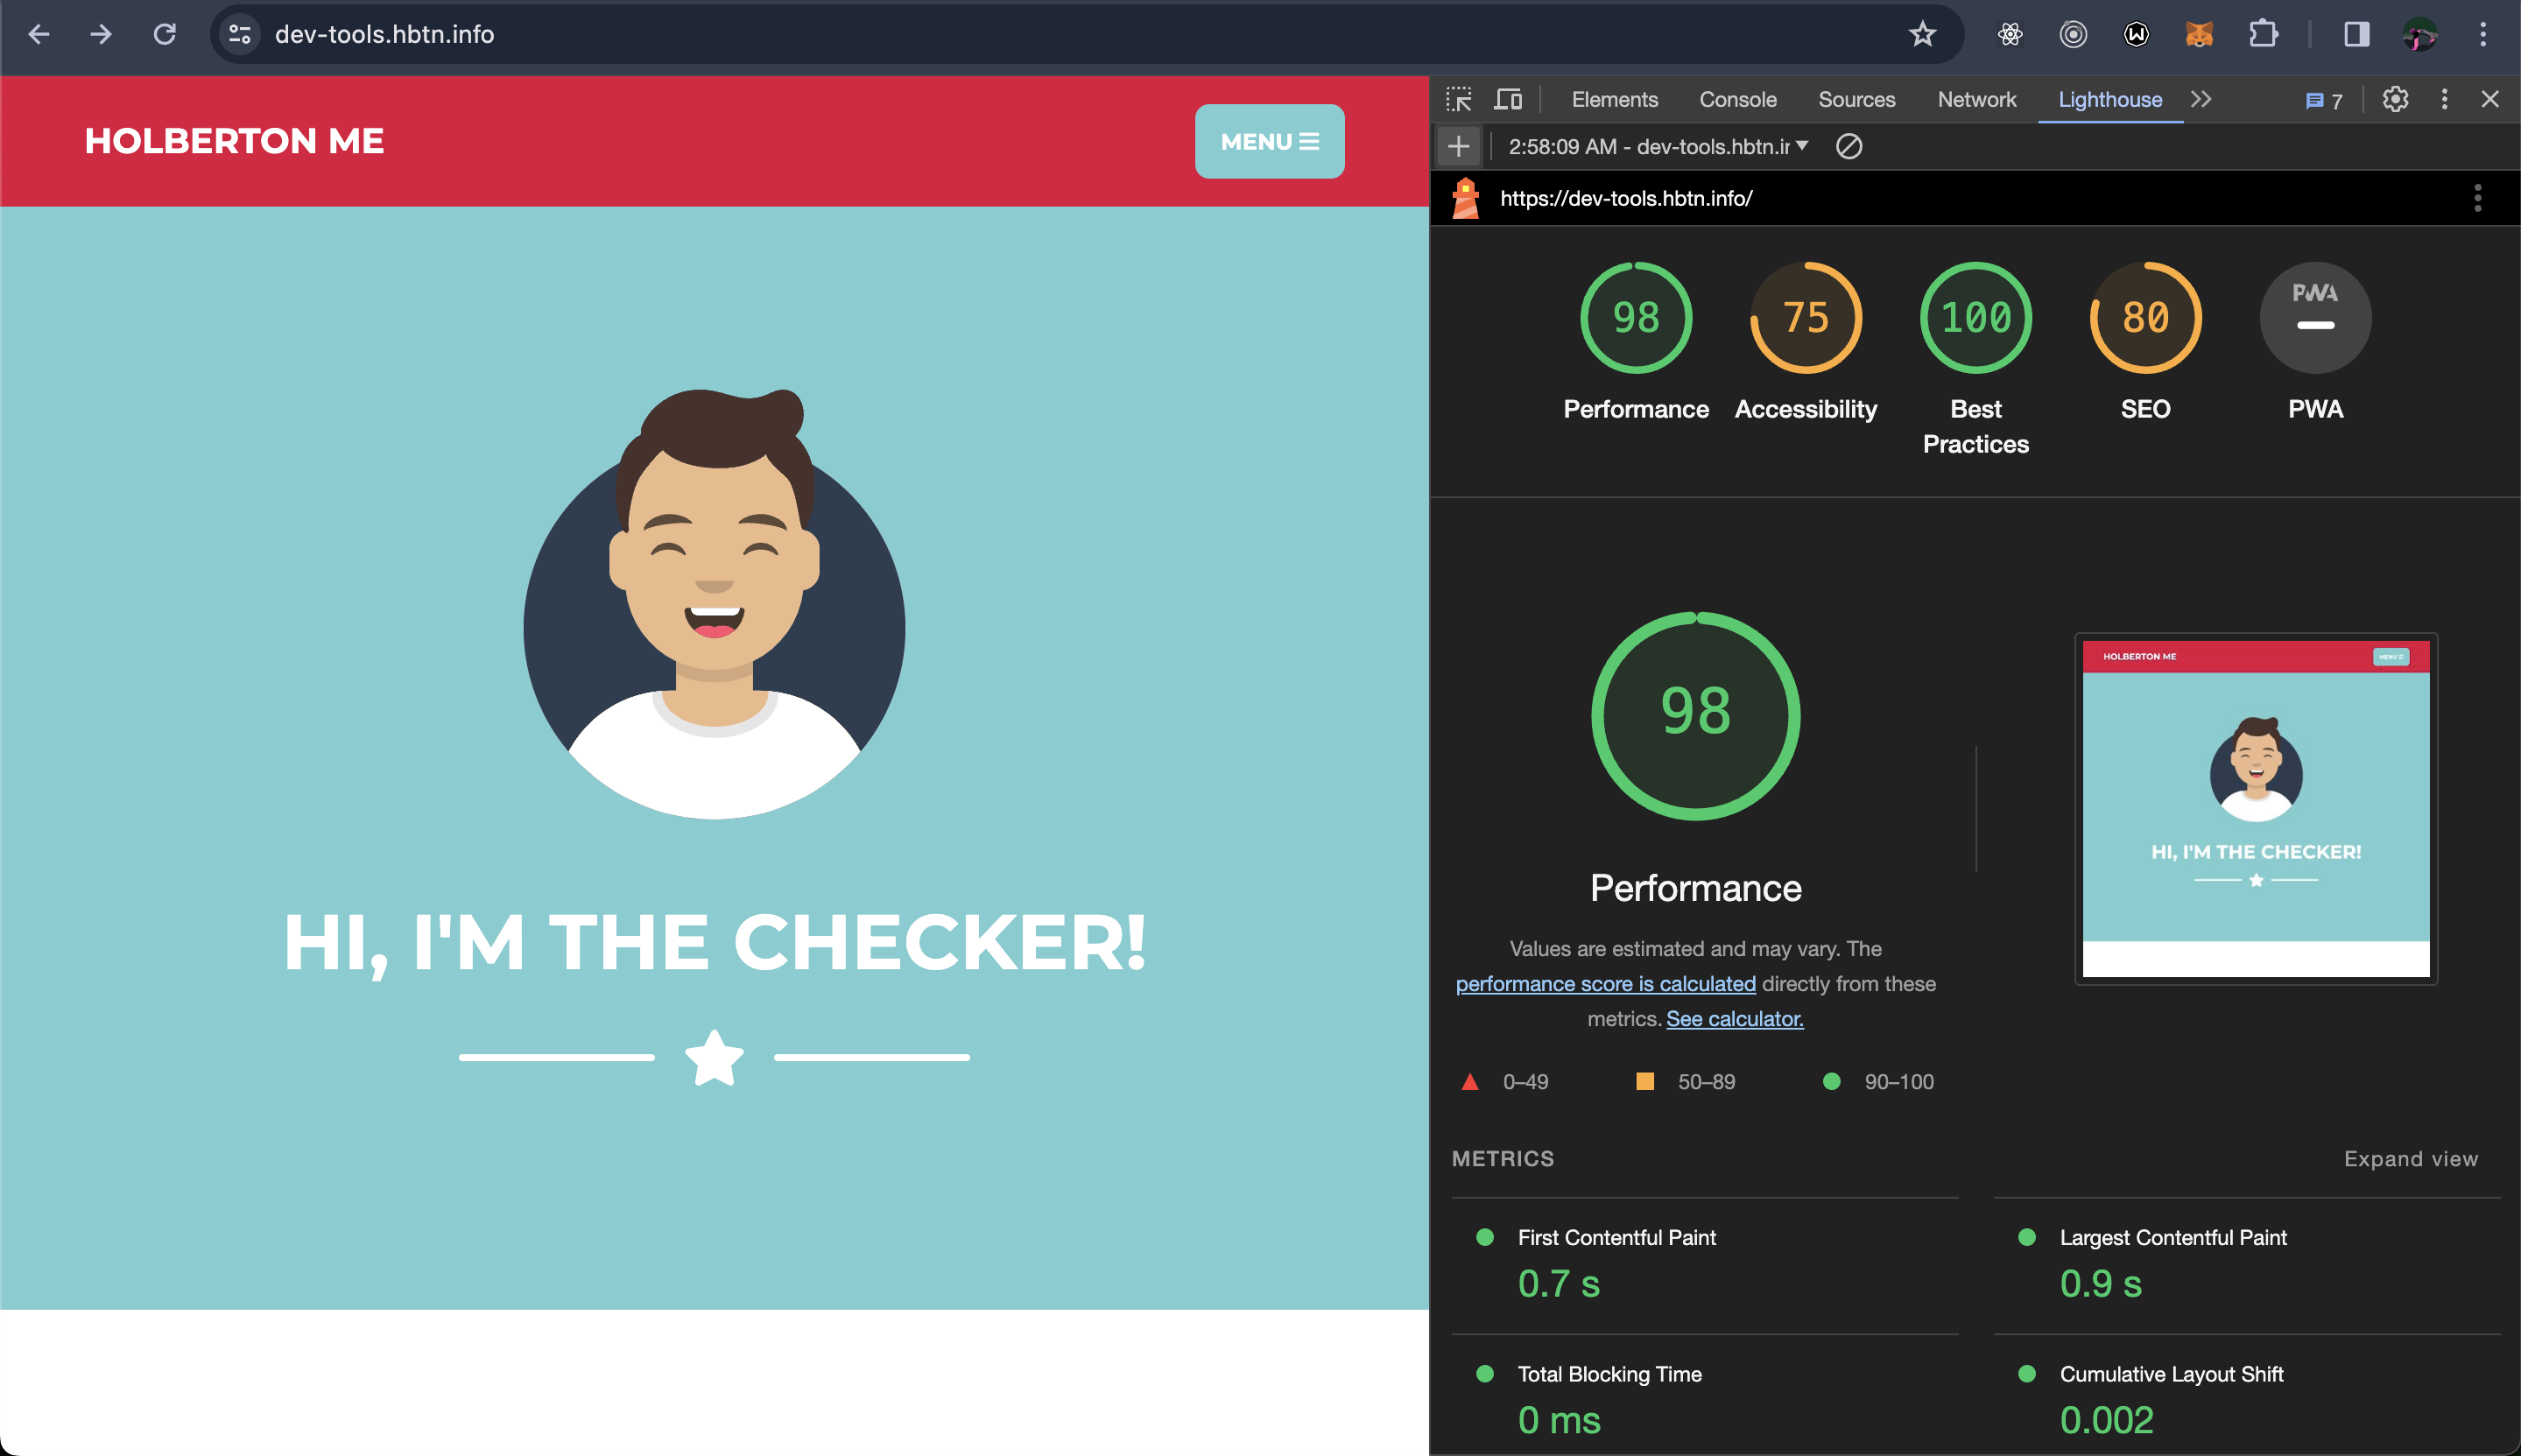 dev-tools.hbtn.info
HOLBERTON ME
MENU
HI, I'M THE CHECKER!
Elements Console Sources Network Lighthouse 7
2:58:09 AM - dev-tools.hbtn.ir
https://dev-tools.hbtn.info/
98 75 100 80 PWA
Performance Accessibility Best Practices SEO PWA
98
Performance
Values are estimated and may vary. The
performance score is calculated directly from these
metrics. See calculator.
0–49 50–89 90–100
HOLBERTON ME MENU
HI, I'M THE CHECKER!
METRICS Expand view
First Contentful Paint
0.7 s
Largest Contentful Paint
0.9 s
Total Blocking Time
0 ms
Cumulative Layout Shift
0.002